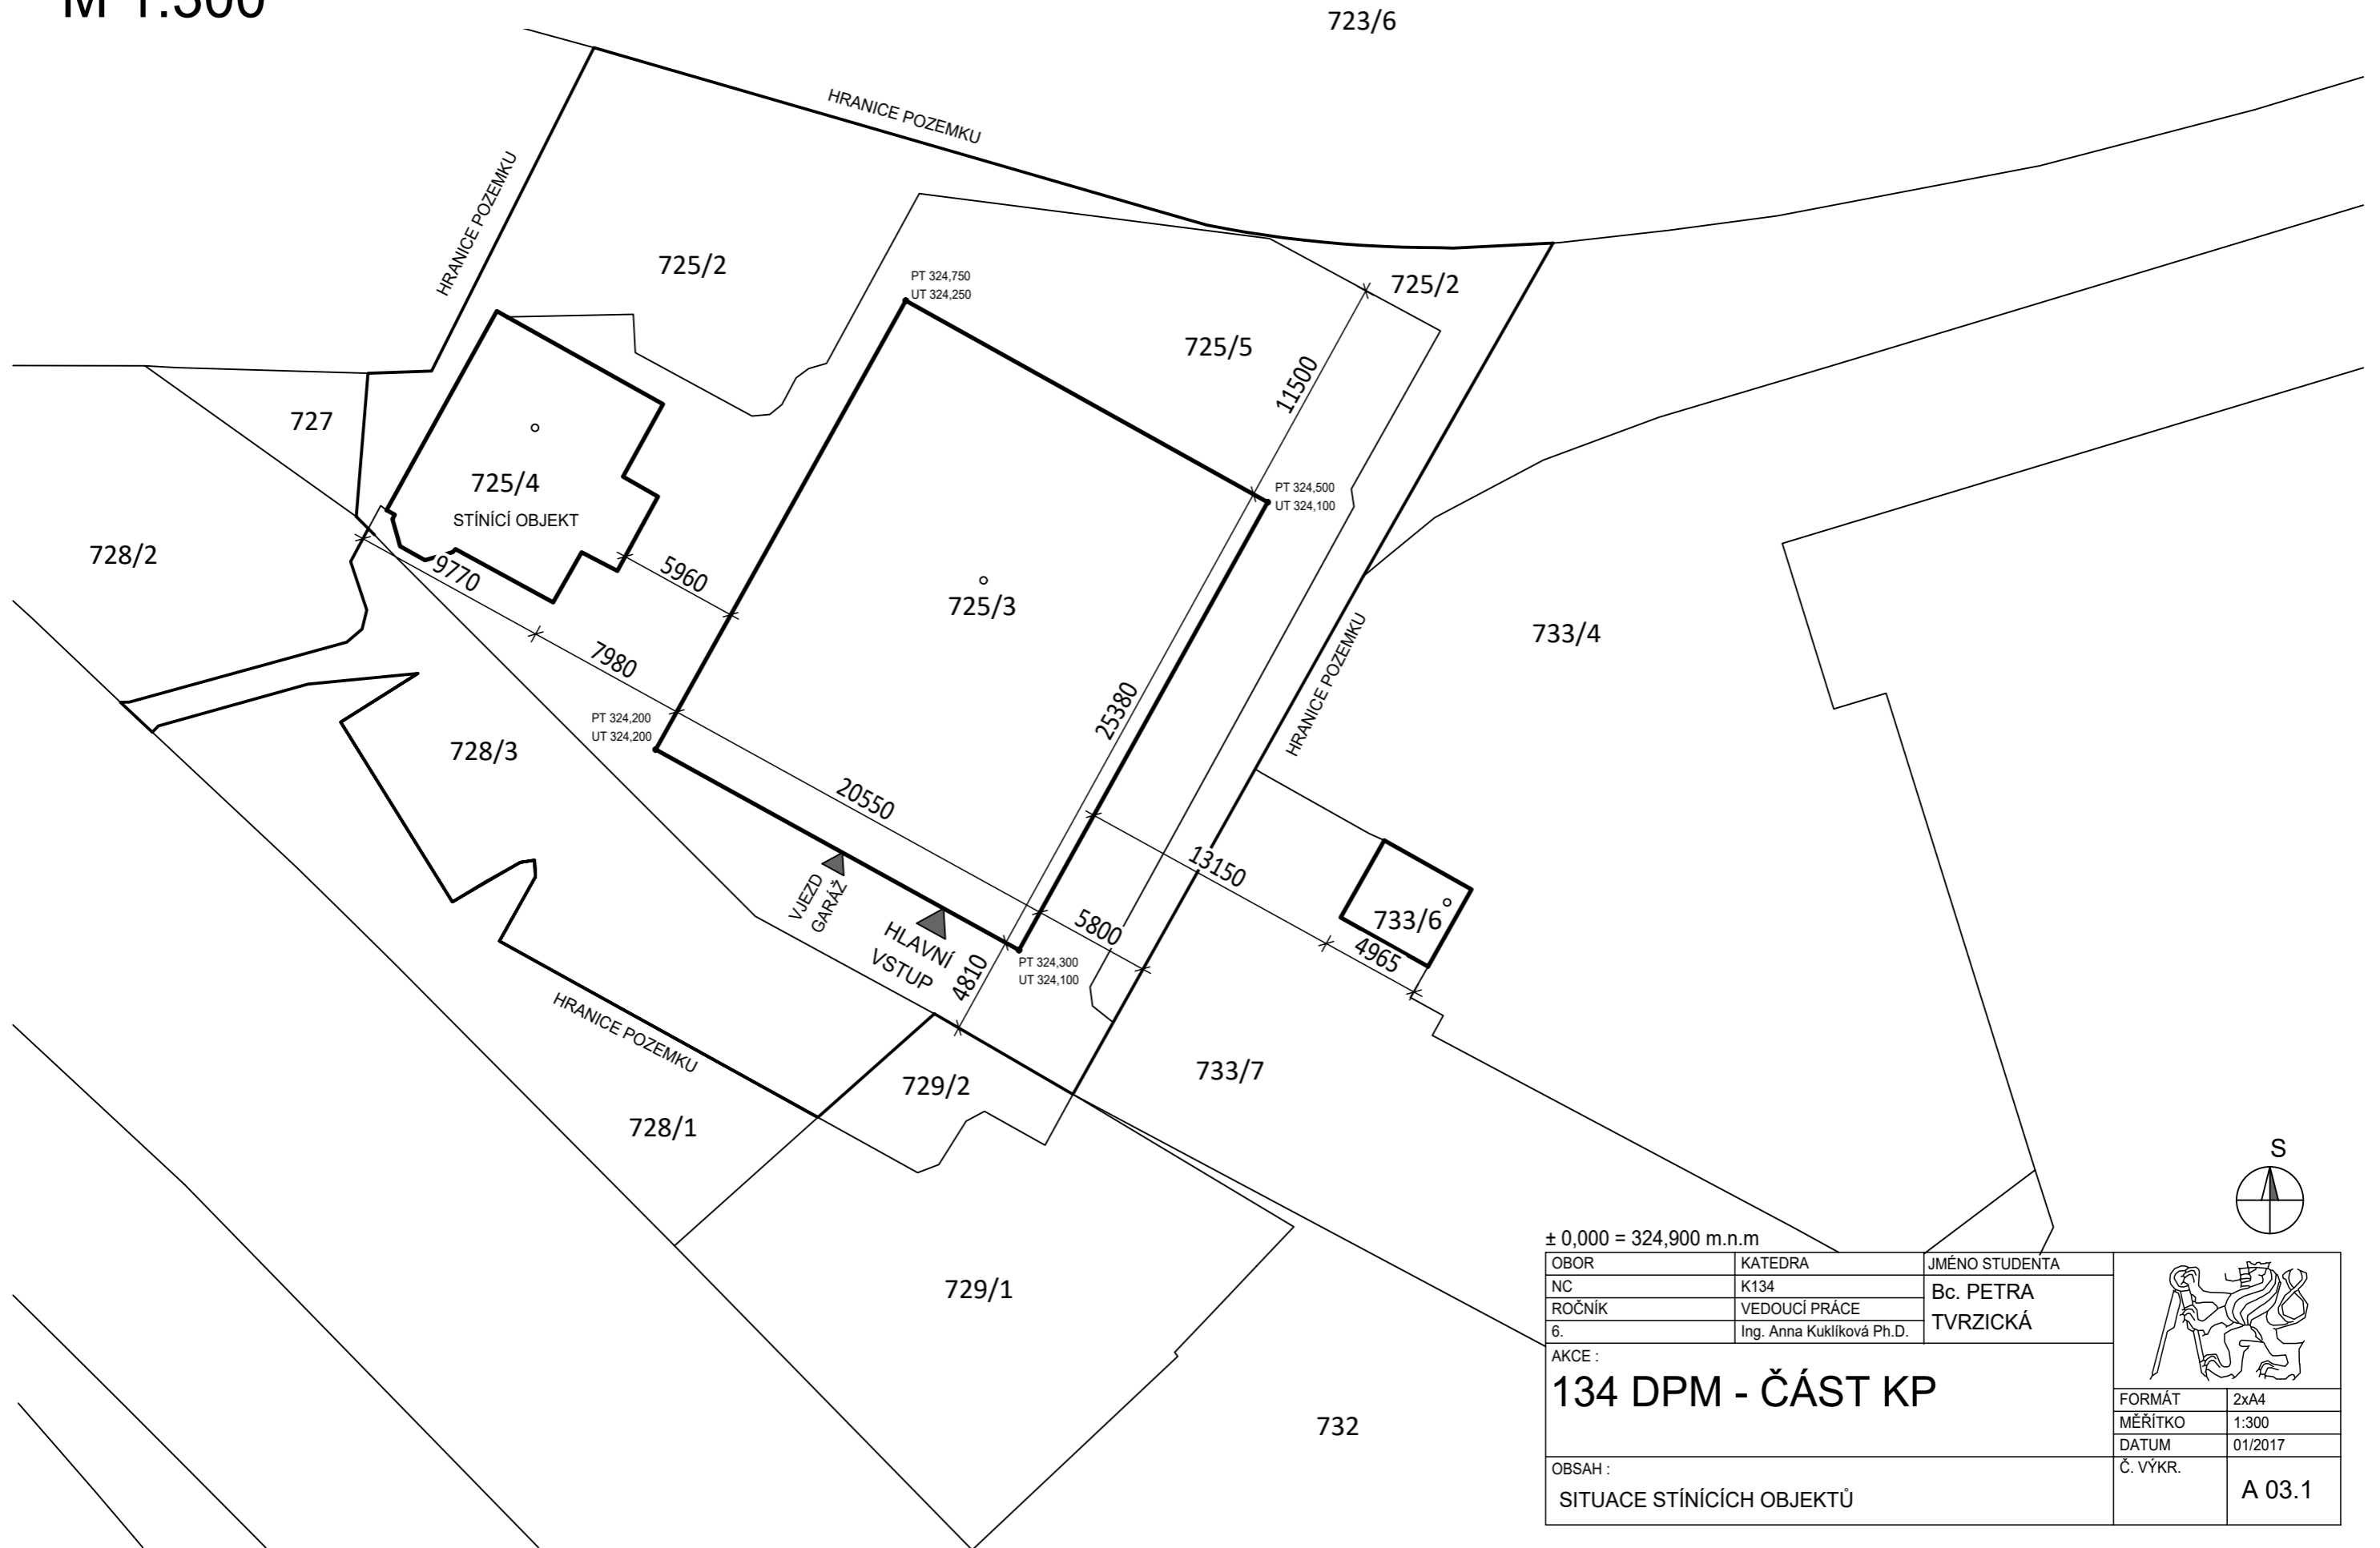 M 1:300
723/6
HRANICE POZEMKU
HRANICE POZEMKU
725/2
PT 324,750
UT 324,250
725/2
725/5
11500
727
725/4
STÍNÍCÍ OBJEKT
PT 324,500
UT 324,100
728/2
9770
5960
725/3
733/4
7980
HRANICE POZEMKU
25380
PT 324,200
UT 324,200
728/3
20550
13150
VJEZD
GARÁŽ
HLAVNÍ
VSTUP
5800
733/6
4965
4810
PT 324,300
UT 324,100
HRANICE POZEMKU
729/2
733/7
728/1
S
729/1
732
± 0,000 = 324,900 m.n.m
OBOR
KATEDRA
JMÉNO STUDENTA
NC
K134
Bc. PETRA
TVRZICKÁ
ROČNÍK
VEDOUCÍ PRÁCE
6.
Ing. Anna Kuklíková Ph.D.
AKCE :
134 DPM - ČÁST KP
FORMÁT
2xA4
MĚŘÍTKO
1:300
DATUM
01/2017
OBSAH :
SITUACE STÍNÍCÍCH OBJEKTŮ
Č. VÝKR.
A 03.1